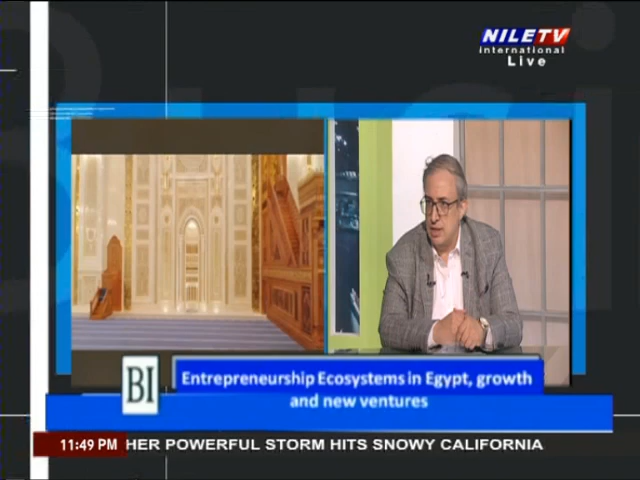 NILE TV
international
Live
BI
Entrepreneurship Ecosystems in Egypt, growth
and new ventures
11:49 PM HER POWERFUL STORM HITS SNOWY CALIFORNIA